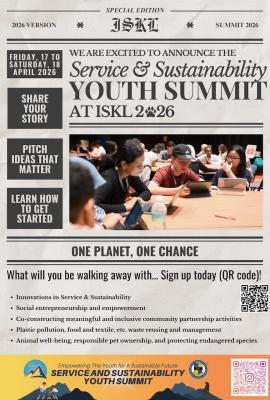 SPECIAL EDITION
2026 VERSION
ISKL
SUMMIT 2026
FRIDAY, 17 TO
SATURDAY, 18
APRIL 2026
WE ARE EXCITED TO ANNOUNCE THE
Service & Sustainability
YOUTH SUMMIT
AT ISKL 2026
SHARE
YOUR
STORY
PITCH
IDEAS THAT
MATTER
LEARN HOW
TO GET
STARTED
ONE PLANET, ONE CHANCE
What will you be walking away with... Sign up today (QR code)!
• Innovations in Service & Sustainability
• Social entrepreneurship and empowerment
• Co-constructing meaningful and inclusive community partnership activities
• Plastic pollution, food and textile, etc. waste reusing and management
• Animal well-being, responsible pet ownership, and protecting endangered species
Empowering The Youth for A Sustainable Future
SERVICE AND SUSTAINABILITY
YOUTH SUMMIT